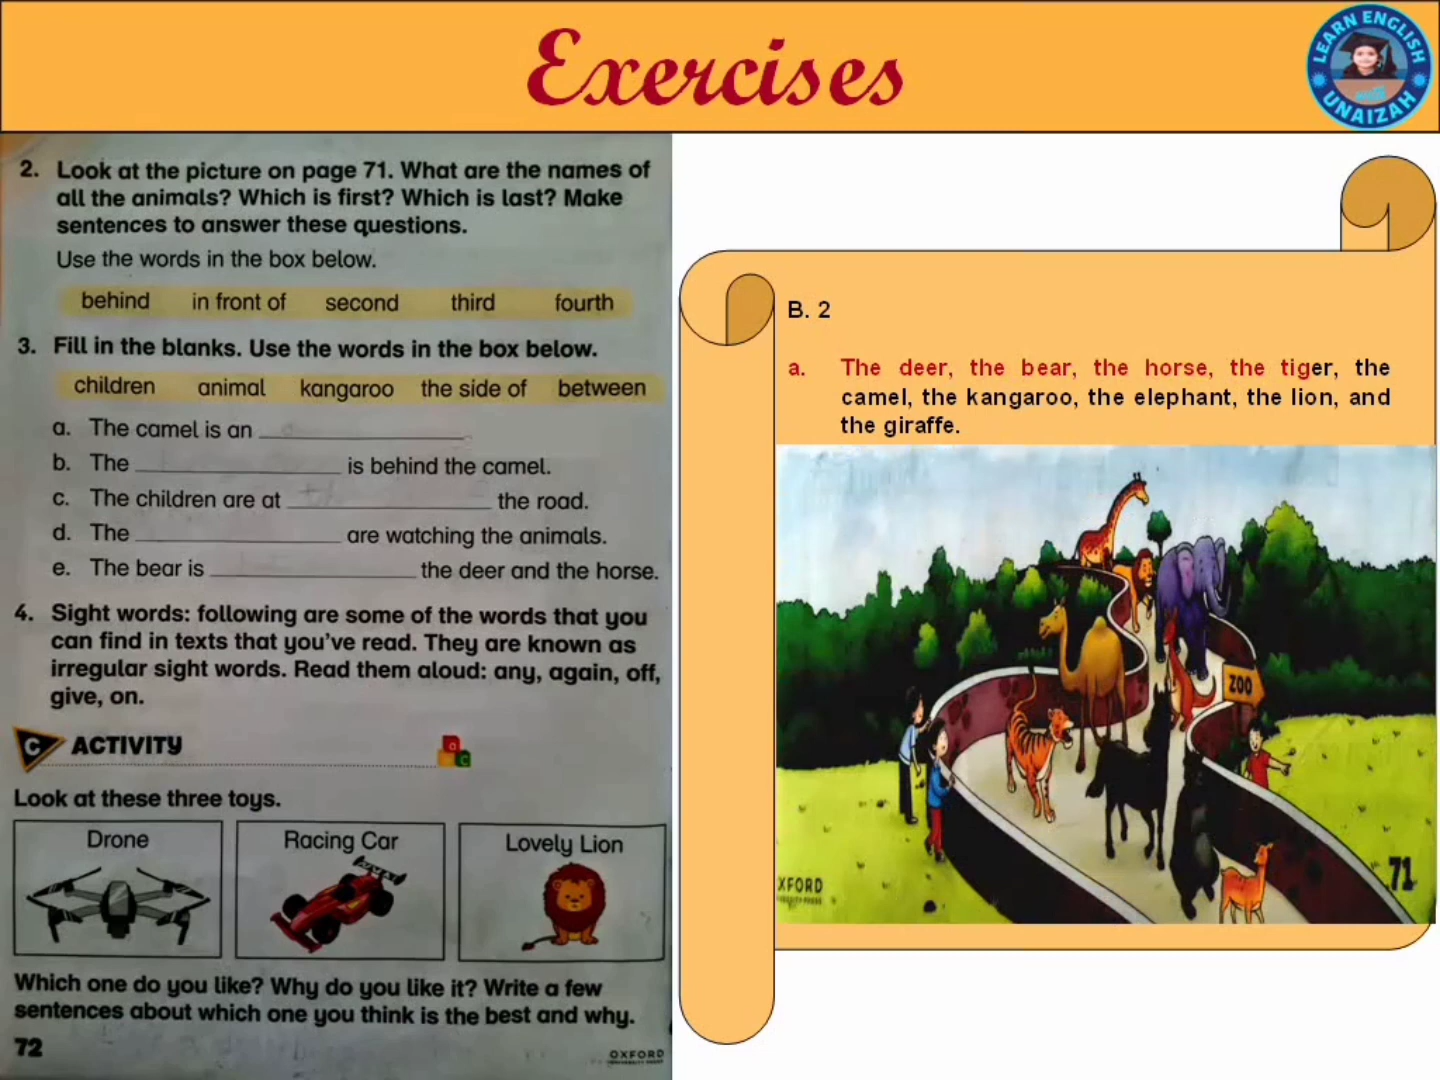 Exercises
LEARN ENGLISH
with
UNAIZAH
2. Look at the picture on page 71. What are the names of
all the animals? Which is first? Which is last? Make
sentences to answer these questions.
Use the words in the box below.
behind in front of second third fourth
3. Fill in the blanks. Use the words in the box below.
children animal kangaroo the side of between
a. The camel is an ____________.
b. The ____________ is behind the camel.
c. The children are at ____________ the road.
d. The ____________ are watching the animals.
e. The bear is ____________ the deer and the horse.
4. Sight words: following are some of the words that you
can find in texts that you've read. They are known as
irregular sight words. Read them aloud: any, again, off,
give, on.
C ACTIVITY
Look at these three toys.
Drone Racing Car Lovely Lion
Which one do you like? Why do you like it? Write a few
sentences about which one you think is the best and why.
72
OXFORD
UNIVERSITY PRESS
B. 2
a. The deer, the bear, the horse, the tiger, the
camel, the kangaroo, the elephant, the lion, and
the giraffe.
ZOO
71
XFORD